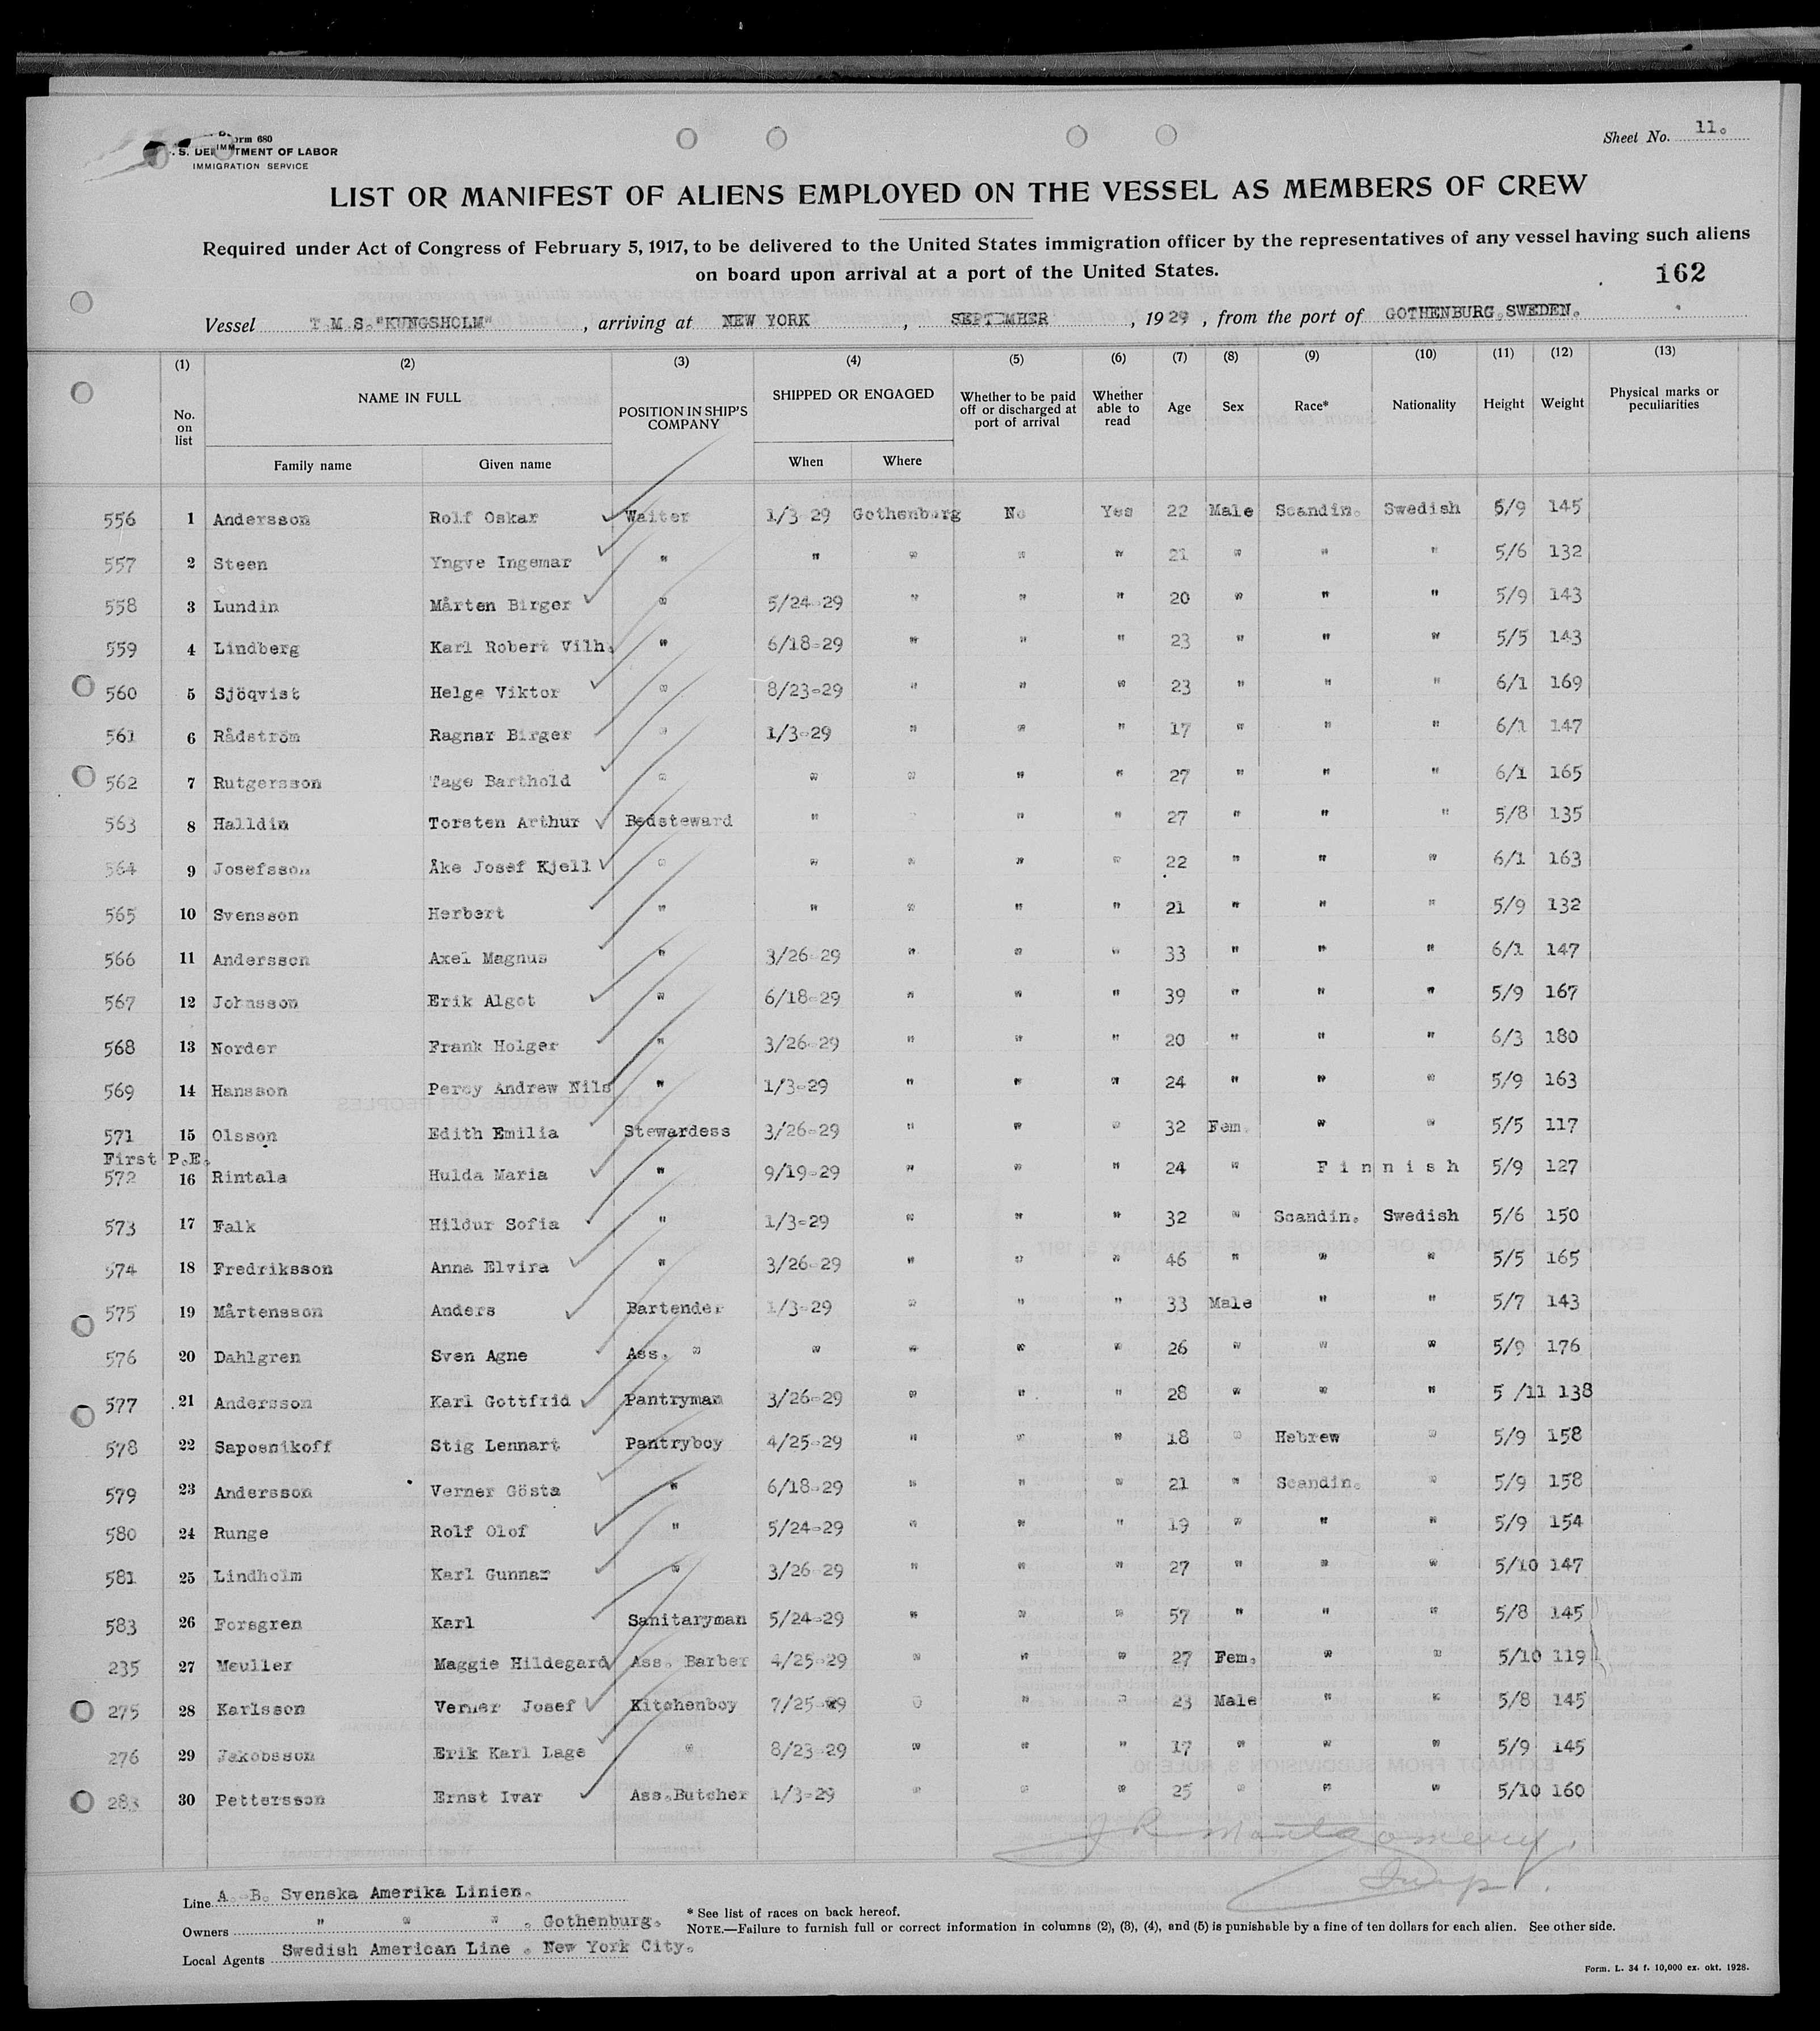 Form 680
U. S. DEPARTMENT OF LABOR
IMMIGRATION SERVICE
Sheet No. 11.
LIST OR MANIFEST OF ALIENS EMPLOYED ON THE VESSEL AS MEMBERS OF CREW
Required under Act of Congress of February 5, 1917, to be delivered to the United States immigration officer by the representatives of any vessel having such aliens
on board upon arrival at a port of the United States.
162
Vessel T M S. "KUNGSHOLM" , arriving at NEW YORK , SEPTEMBER , 1929 , from the port of GOTHENBURG.SWEDEN.
(1) (2) (3) (4) (5) (6) (7) (8) (9) (10) (11) (12) (13)
No. on list NAME IN FULL POSITION IN SHIP'S COMPANY SHIPPED OR ENGAGED Whether to be paid off or discharged at port of arrival Whether able to read Age Sex Race* Nationality Height Weight Physical marks or peculiarities
Family name Given name When Where
556 1 Andersson Rolf Oskar Waiter 1/3-29 Gothenburg No Yes 22 Male Scandin. Swedish 5/9 145
557 2 Steen Yngve Ingemar " " " " " 21 " " " 5/6 132
558 3 Lundin Mårten Birger " 5/24-29 " " " 20 " " " 5/9 143
559 4 Lindberg Karl Robert Vilh. " 6/18-29 " " " 23 " " " 5/5 143
560 5 Sjöqvist Helge Viktor " 8/23-29 " " " 23 " " " 6/1 169
561 6 Rådström Ragnar Birger " 1/3-29 " " " 17 " " " 6/1 147
562 7 Rutgersson Tage Barthold " " " " " 27 " " " 6/1 165
563 8 Halldin Torsten Arthur Bedsteward " " " " 27 " " " 5/8 135
564 9 Josefsson Åke Josef Kjell " " " " " 22 " " " 6/1 163
565 10 Svensson Herbert " " " " " 21 " " " 5/9 132
566 11 Andersson Axel Magnus " 3/26-29 " " " 33 " " " 6/1 147
567 12 Johnsson Erik Algot " 6/18-29 " " " 39 " " " 5/9 167
568 13 Norder Frank Holger " 3/26-29 " " " 20 " " " 6/3 180
569 14 Hansson Percy Andrew Nils " 1/3-29 " " " 24 " " " 5/9 163
571 15 Olsson Edith Emilia Stewardess 3/26-29 " " " 32 Fem. " " 5/5 117
First P.E.
572 16 Rintala Hulda Maria " 9/19-29 " " " 24 " Finnish 5/9 127
573 17 Falk Hildur Sofia " 1/3-29 " " " 32 " Scandin. Swedish 5/6 150
574 18 Fredriksson Anna Elvira " 3/26-29 " " " 46 " " " 5/5 165
575 19 Mårtensson Anders Bartender 1/3-29 " " " 33 Male " " 5/7 143
576 20 Dahlgren Sven Agne Ass. " " " " " 26 " " " 5/9 176
577 21 Andersson Karl Gottfrid Pantryman 3/26-29 " " " 28 " " " 5 /11 138
578 22 Saposnikoff Stig Lennart Pantryboy 4/25-29 " " " 18 " Hebrew " 5/9 158
579 23 Andersson Verner Gösta " 6/18-29 " " " 21 " Scandin. " 5/9 158
580 24 Runge Rolf Olof " 5/24-29 " " " 19 " " " 5/9 154
581 25 Lindholm Karl Gunnar " 3/26-29 " " " 27 " " " 5/10 147
583 26 Forsgren Karl Sanitaryman 5/24-29 " " " 57 " " " 5/8 145
235 27 Meulier Maggie Hildegard Ass. Barber 4/25-29 " " " 27 Fem. " " 5/10 119
275 28 Karlsson Verner Josef Kitchenboy 7/25-29 " " " 23 Male " " 5/8 145
276 29 Jakobsson Erik Karl Lage " 8/23-29 " " " 17 " " " 5/9 145
283 30 Pettersson Ernst Ivar Ass.Butcher 1/3-29 " " " 25 " " " 5/10 160
J R Montgomery
Insp.
Line A. B. Svenska Amerika Linien.
Owners " " " . Gothenburg.
Local Agents Swedish American Line . New York City.
* See list of races on back hereof.
NOTE.—Failure to furnish full or correct information in columns (2), (3), (4), and (5) is punishable by a fine of ten dollars for each alien. See other side.
Form. L. 34 f. 10,000 ex. okt. 1928.